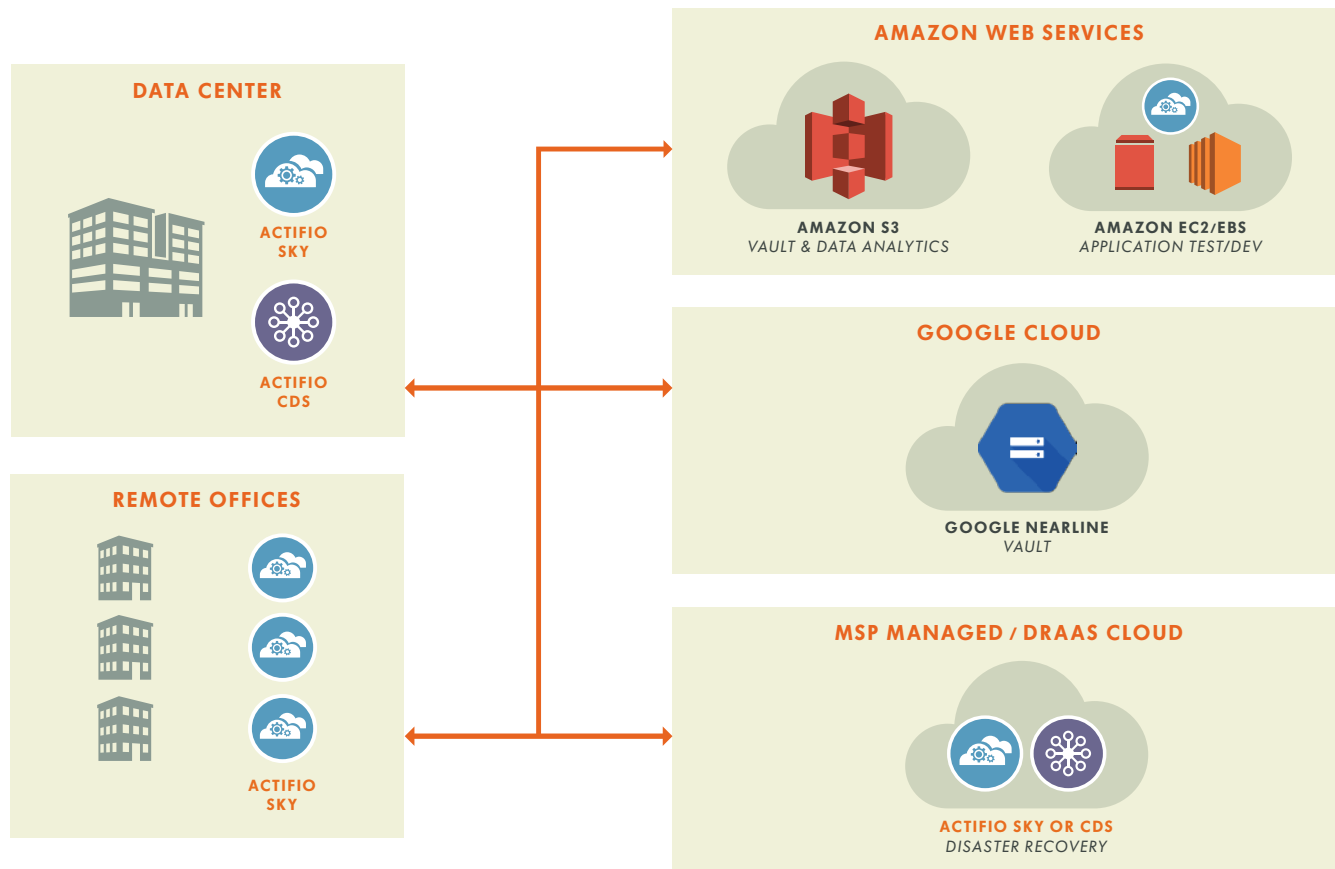 DATA CENTER
ACTIFIO
SKY
ACTIFIO
CDS
REMOTE OFFICES
ACTIFIO
SKY
AMAZON WEB SERVICES
AMAZON S3
VAULT & DATA ANALYTICS
AMAZON EC2/EBS
APPLICATION TEST/DEV
GOOGLE CLOUD
GOOGLE NEARLINE
VAULT
MSP MANAGED / DRAAS CLOUD
ACTIFIO SKY OR CDS
DISASTER RECOVERY